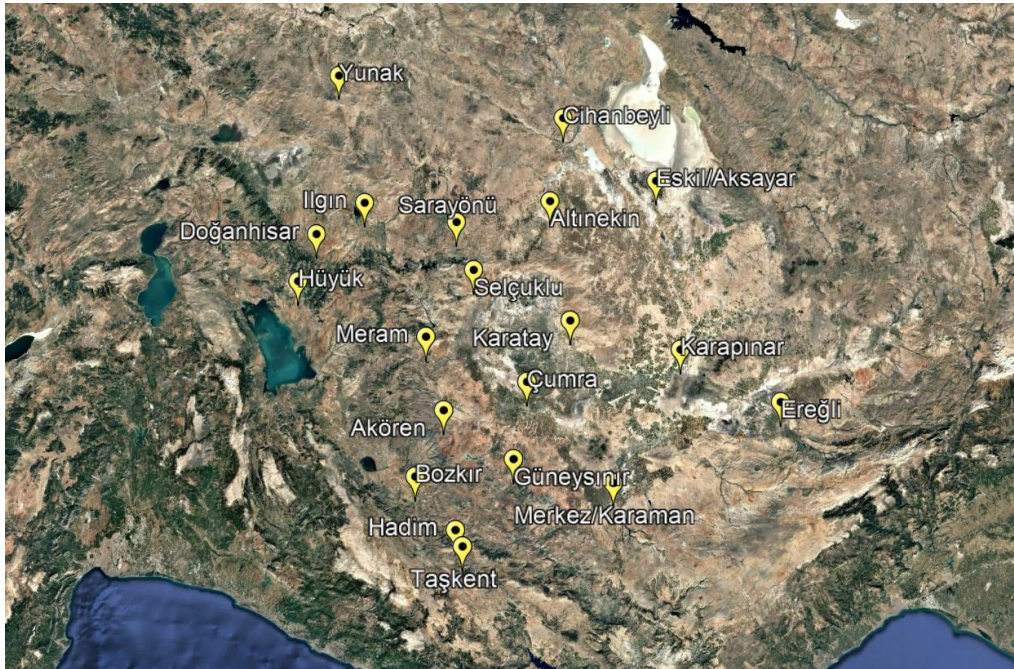 Yunak
Cihanbeyli
Eskil/Aksayar
Ilgın
Sarayönü
Altınekin
Doğanhisar
Hüyük
Selçuklu
Meram
Karatay
Karapınar
Çumra
Ereğli
Akören
Bozkır
Güneysınır
Merkez/Karaman
Hadim
Taşkent